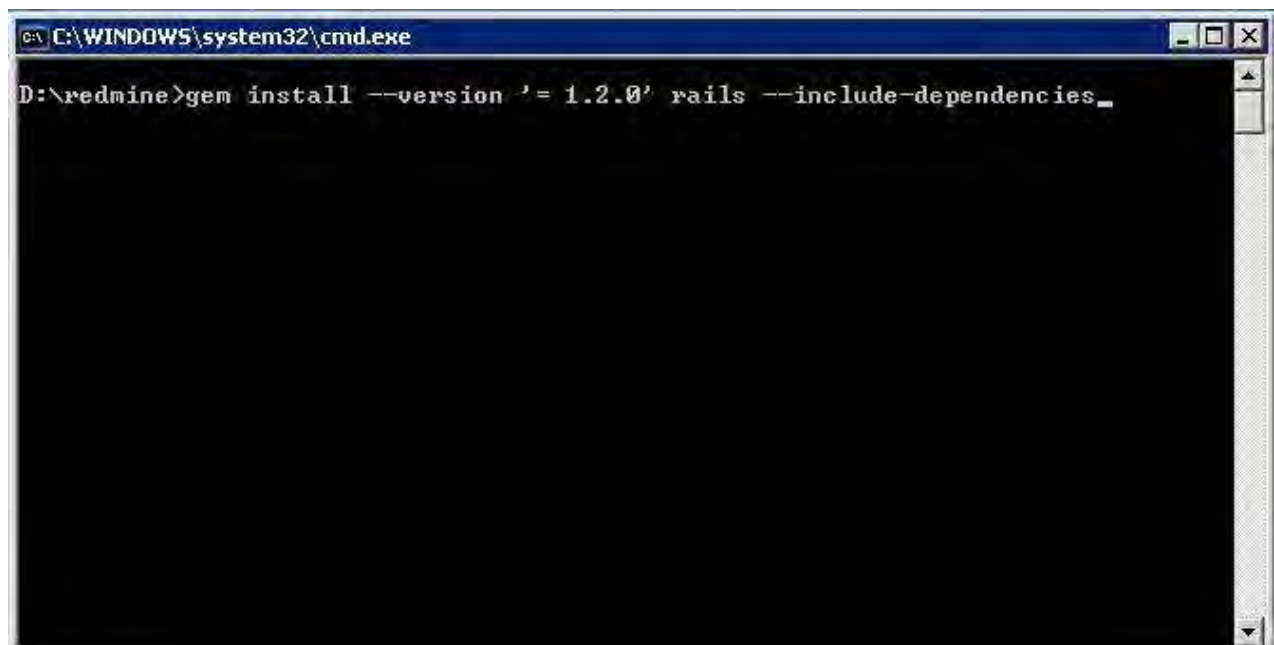 C:\WINDOWS\system32\cmd.exe
D:\redmine>gem install --version '= 1.2.0' rails --include-dependencies_